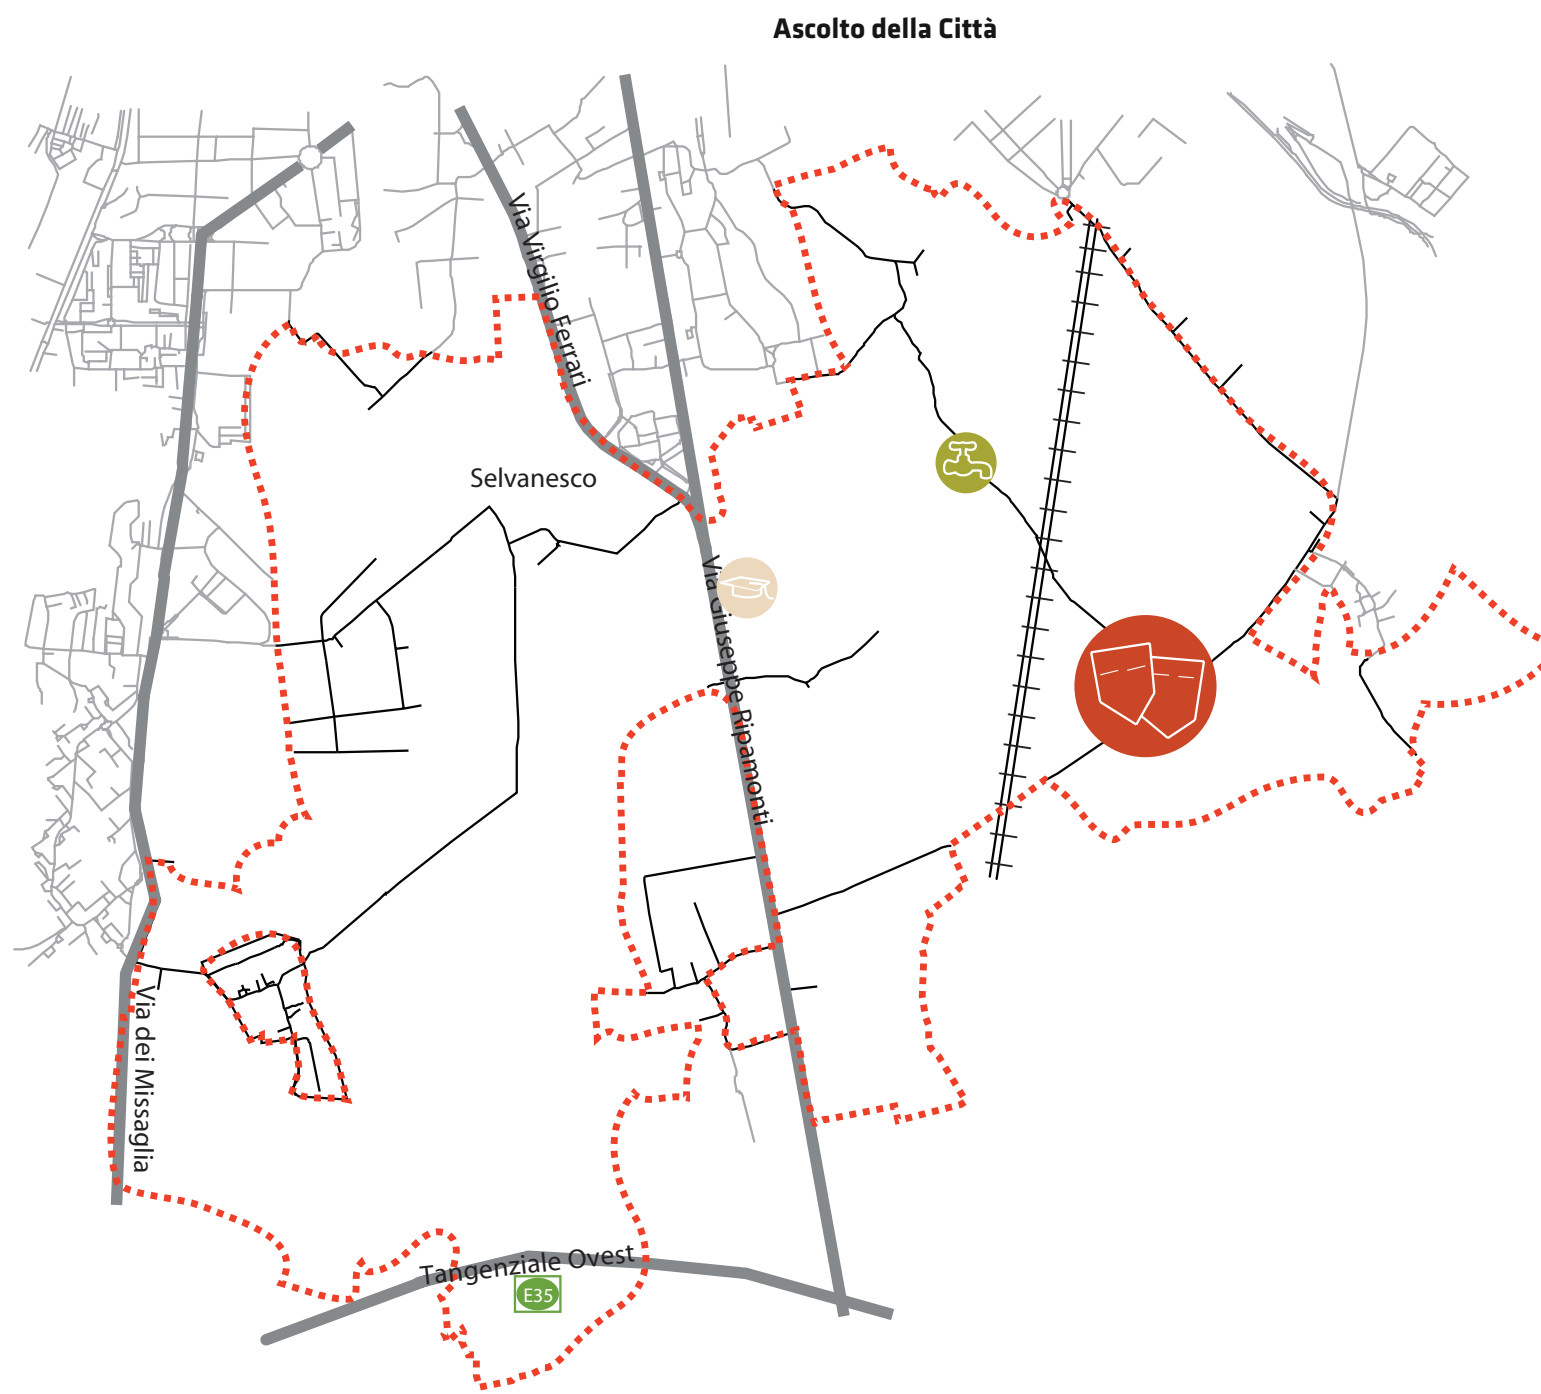 Ascolto della Città
Via Virgilio Ferrari
Selvanesco
Via Giuseppe Ripamonti
Via dei Missaglia
Tangenziale Ovest
E35